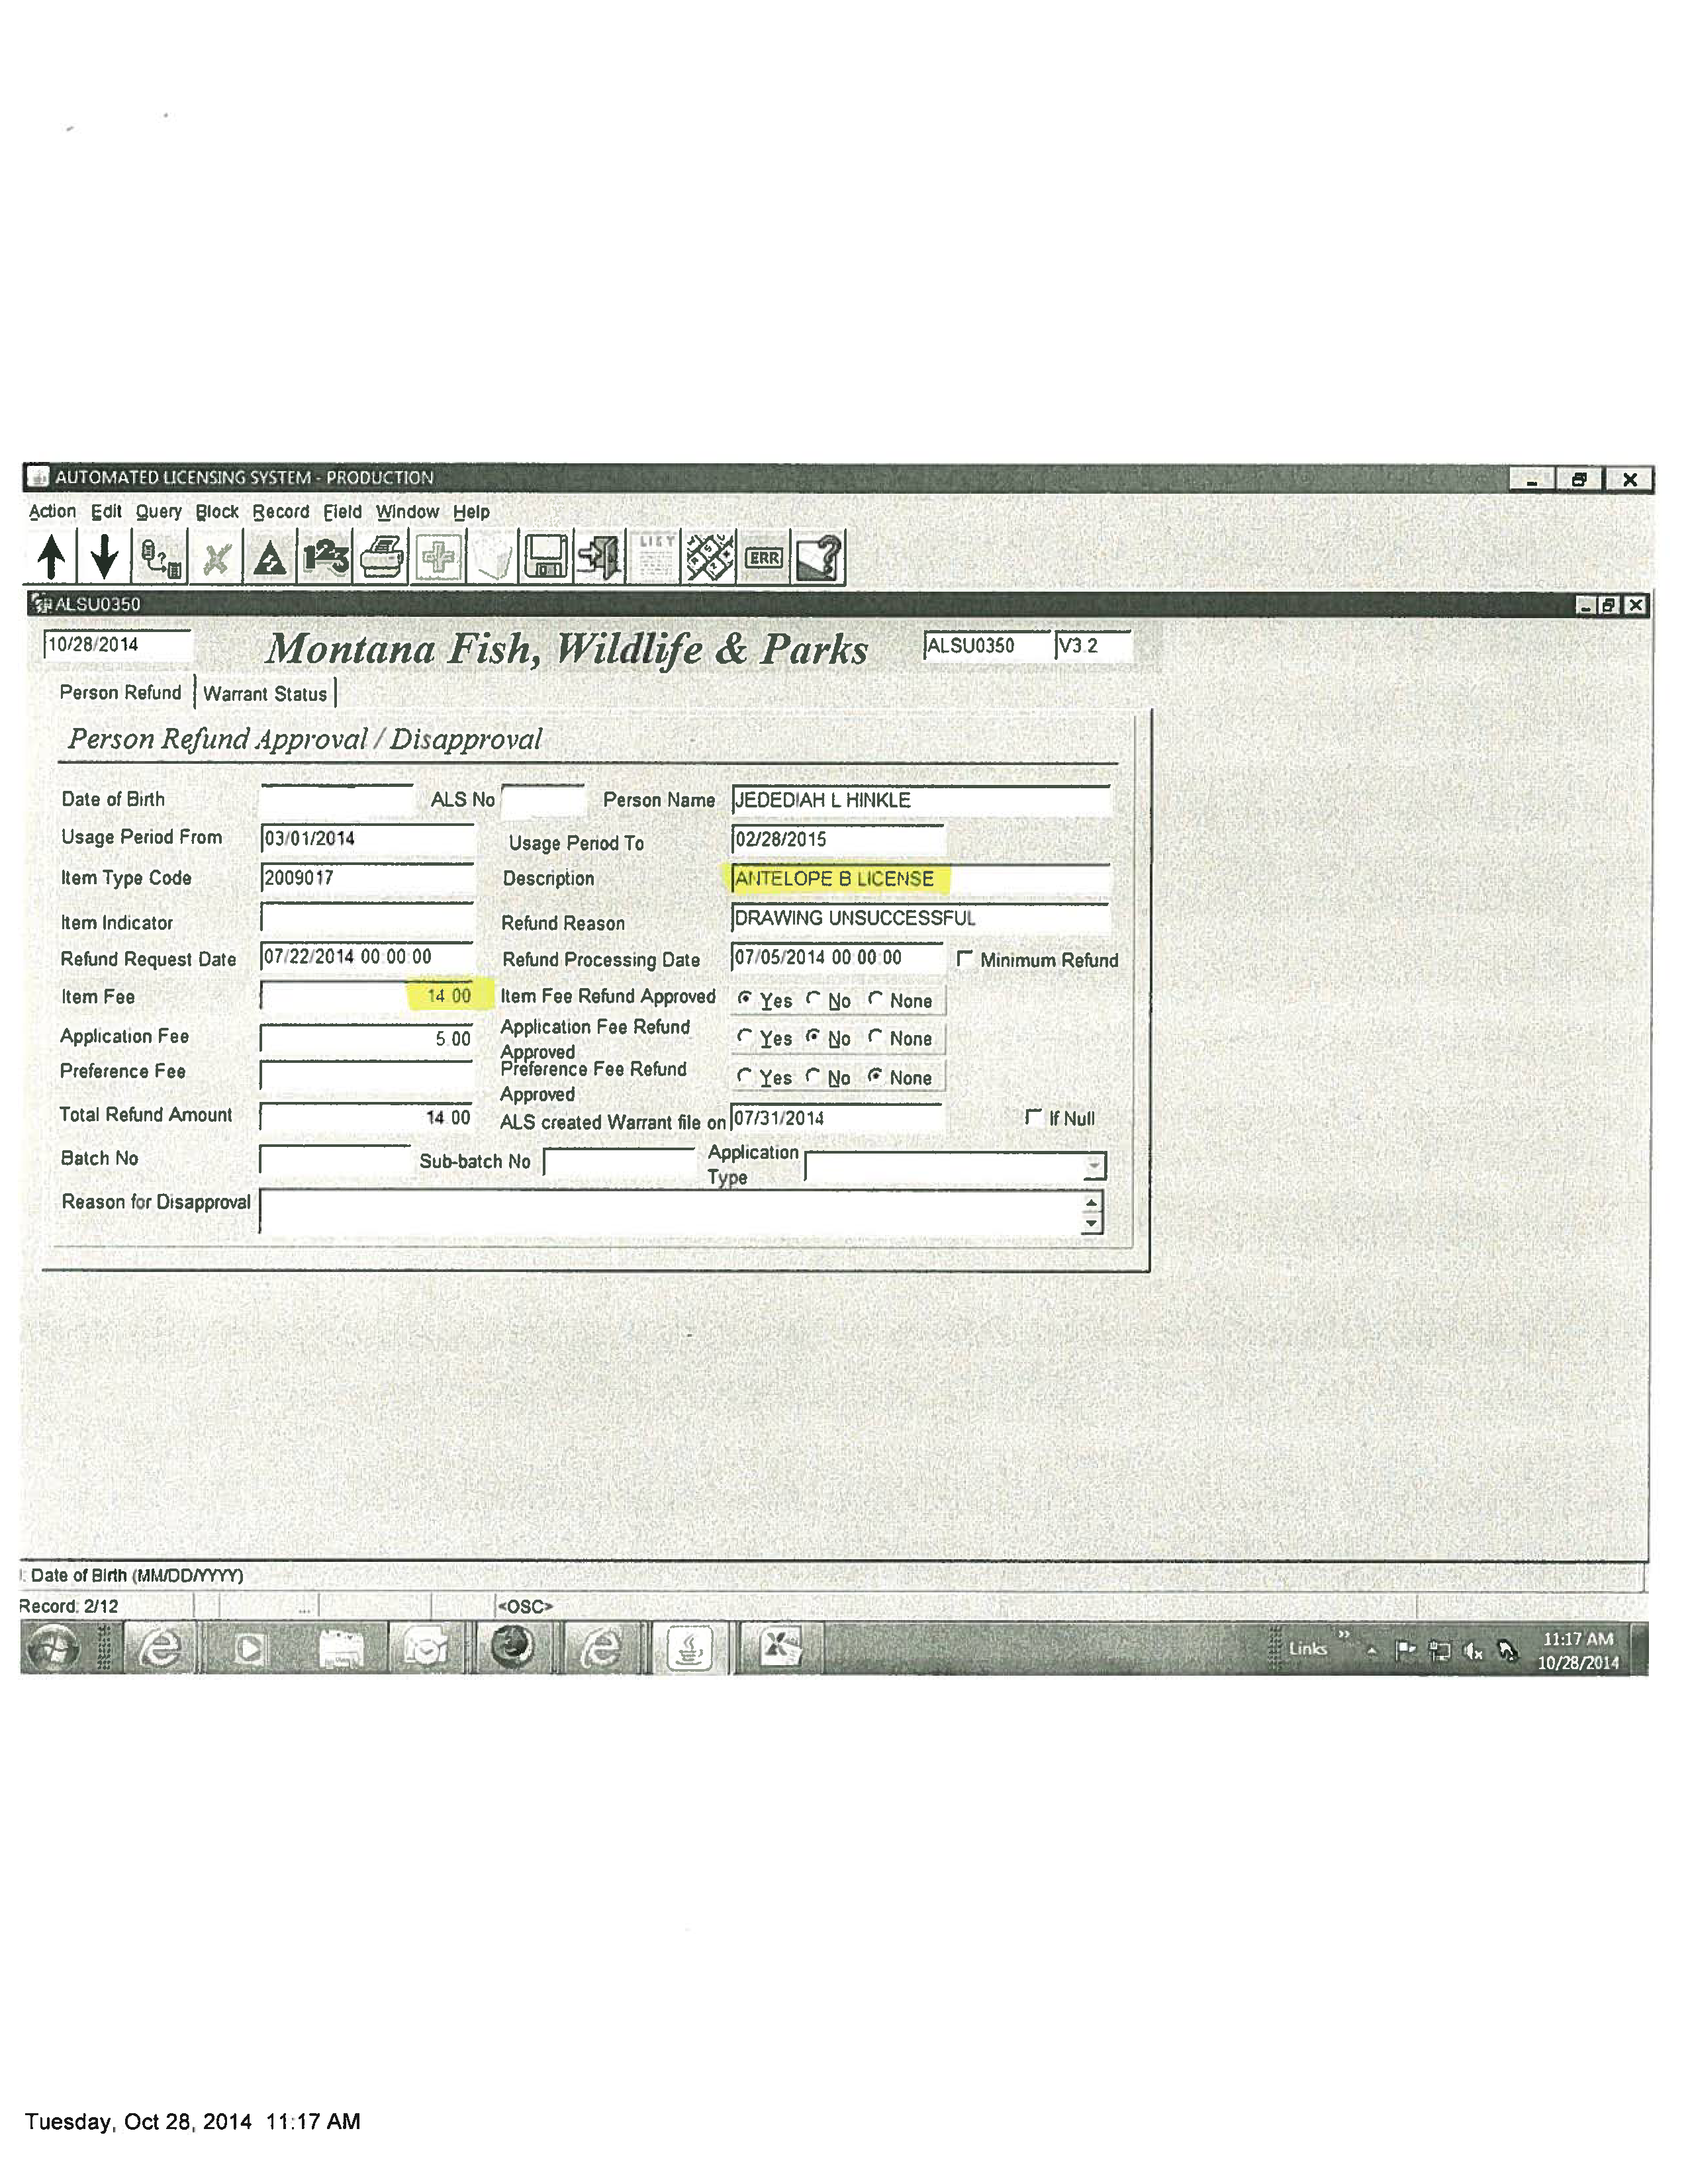 AUTOMATED LICENSING SYSTEM - PRODUCTION
Action Edit Query Block Record Field Window Help
123 LIST ERR ?
ALSU0350
10/28/2014 Montana Fish, Wildlife & Parks ALSU0350 V3.2
Person Refund Warrant Status
Person Refund Approval / Disapproval
Date of Birth ALS No Person Name JEDEDIAH L HINKLE
Usage Period From 03/01/2014 Usage Period To 02/28/2015
Item Type Code 2009017 Description ANTELOPE B LICENSE
Item Indicator Refund Reason DRAWING UNSUCCESSFUL
Refund Request Date 07/22/2014 00 00 00 Refund Processing Date 07/05/2014 00 00 00 Minimum Refund
Item Fee 14 00 Item Fee Refund Approved Yes No None
Application Fee 5.00 Application Fee Refund Approved Yes No None
Preference Fee Preference Fee Refund Approved Yes No None
Total Refund Amount 14 00 ALS created Warrant file on 07/31/2014 If Null
Batch No Sub-batch No Application Type
Reason for Disapproval
: Date of Birth (MM/DD/YYYY)
Record: 2/12 ... <OSC>
Links 11:17 AM
10/28/2014
Tuesday, Oct 28, 2014 11:17 AM